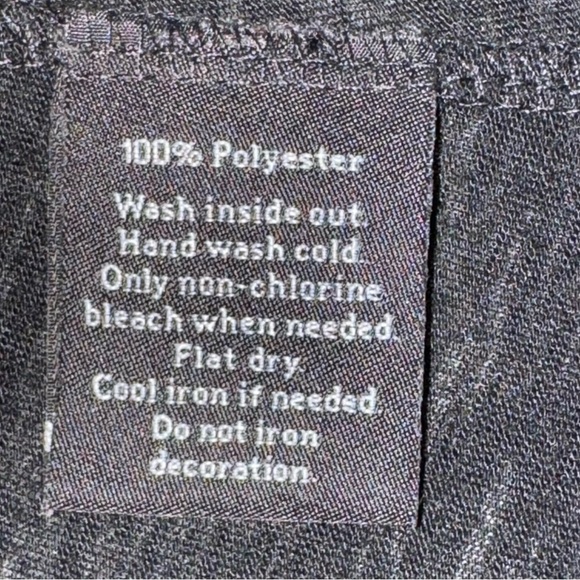 100% Polyester
Wash inside out.
Hand wash cold.
Only non-chlorine
bleach when needed.
Flat dry.
Cool iron if needed.
Do not iron
decoration.